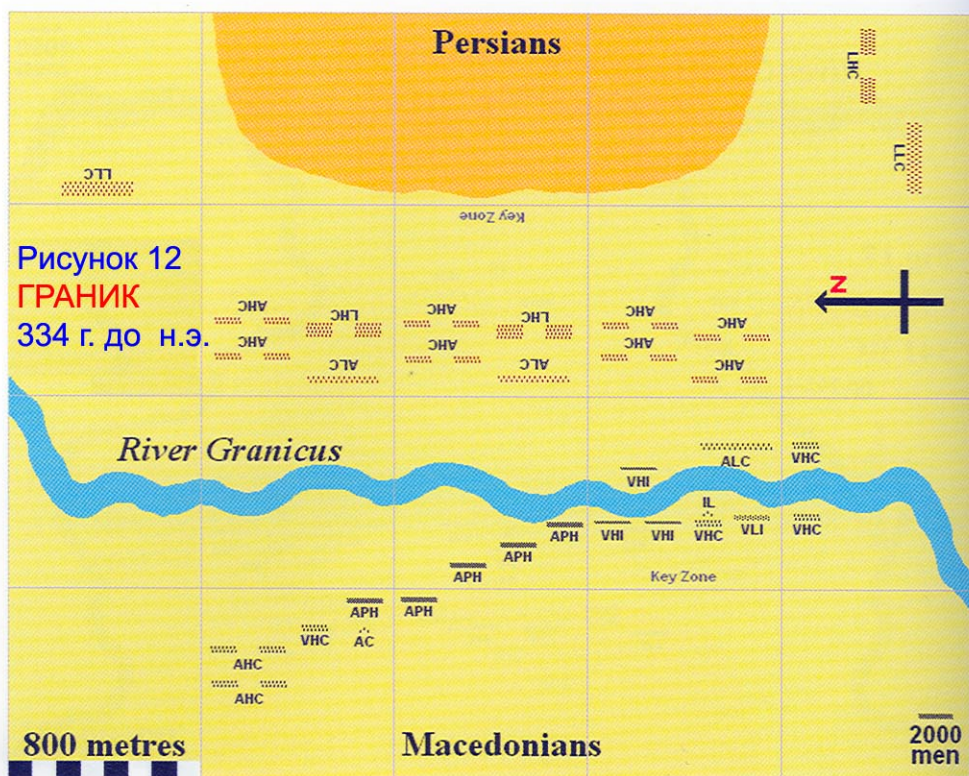 Persians
LHC
LLC
LLC
Key Zone
Рисунок 12
ГРАНИК
334 г. до н.э.
Z
AHC
LHC
AHC
LHC
AHC
AHC
AHC
ALC
AHC
ALC
AHC
AHC
River Granicus
VHI
ALC
VHC
IL
APH
VHI
VHI
VHC
VLI
VHC
APH
APH
Key Zone
APH
APH
VHC
AC
AHC
AHC
800 metres
Macedonians
2000
men